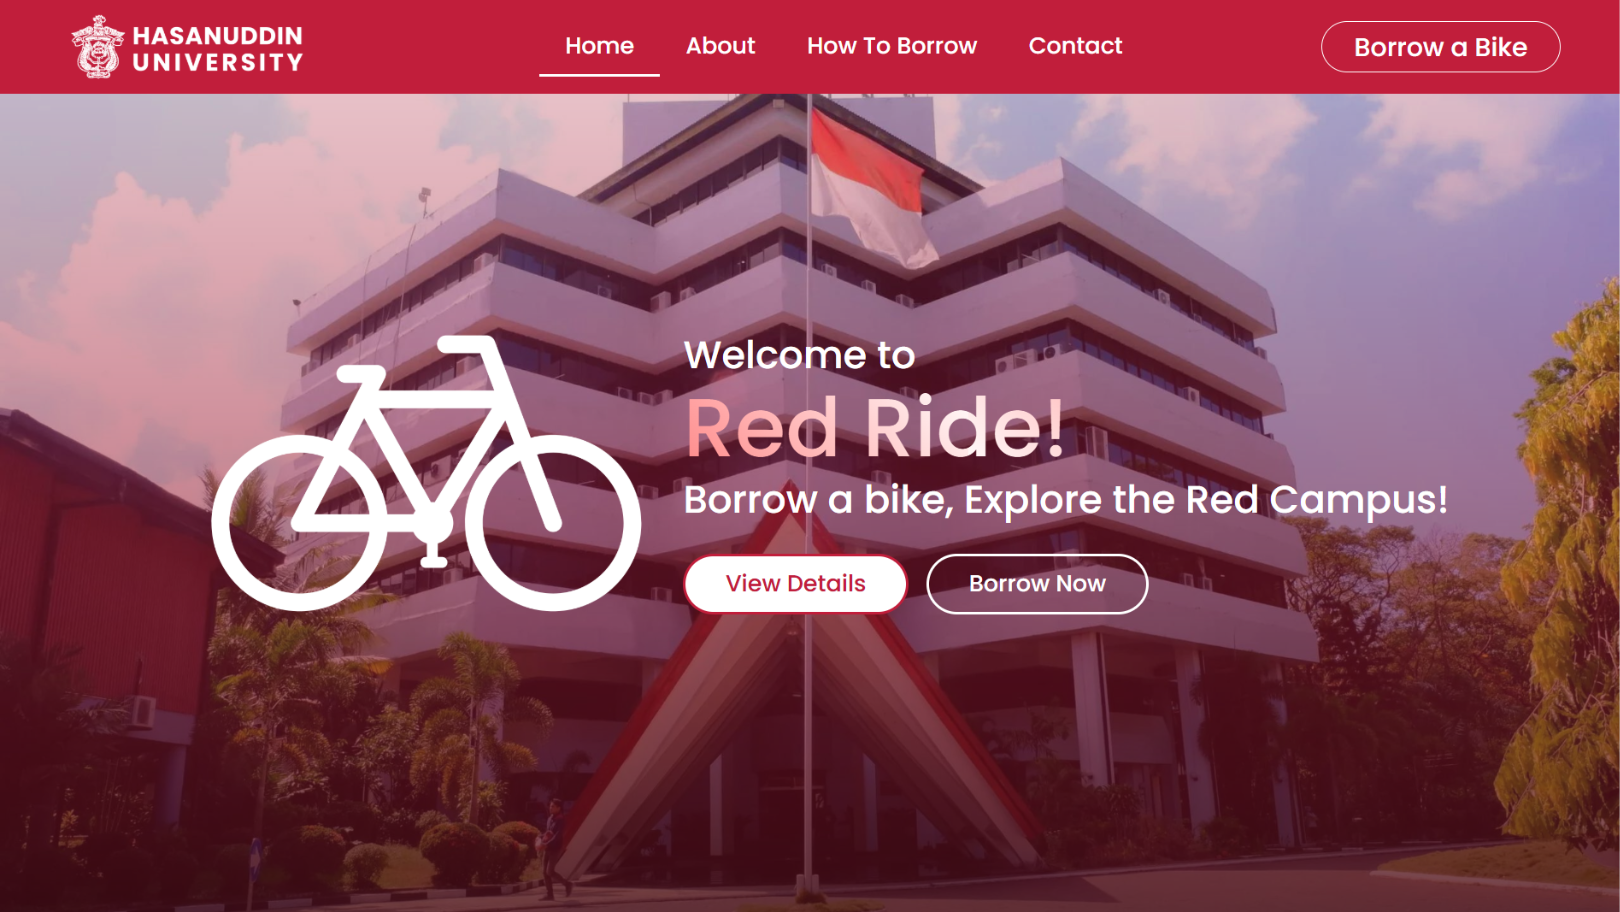 HASANUDDIN
UNIVERSITY
Home About How To Borrow Contact
Borrow a Bike
Welcome to
Red Ride!
Borrow a bike, Explore the Red Campus!
View Details Borrow Now